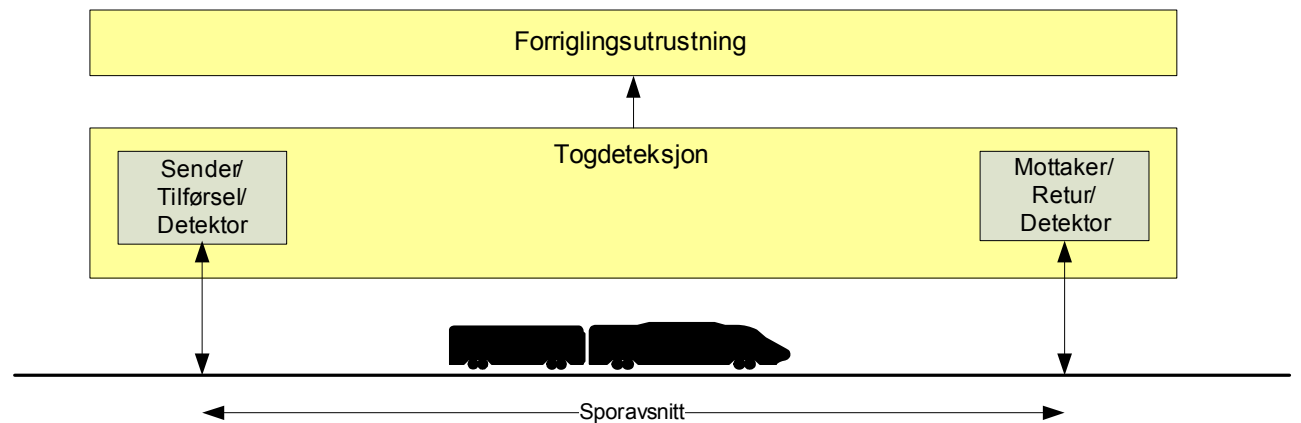 Forriglingsutrustning
Togdeteksjon
Sender/
Tilførsel/
Detektor
Mottaker/
Retur/
Detektor
Sporavsnitt